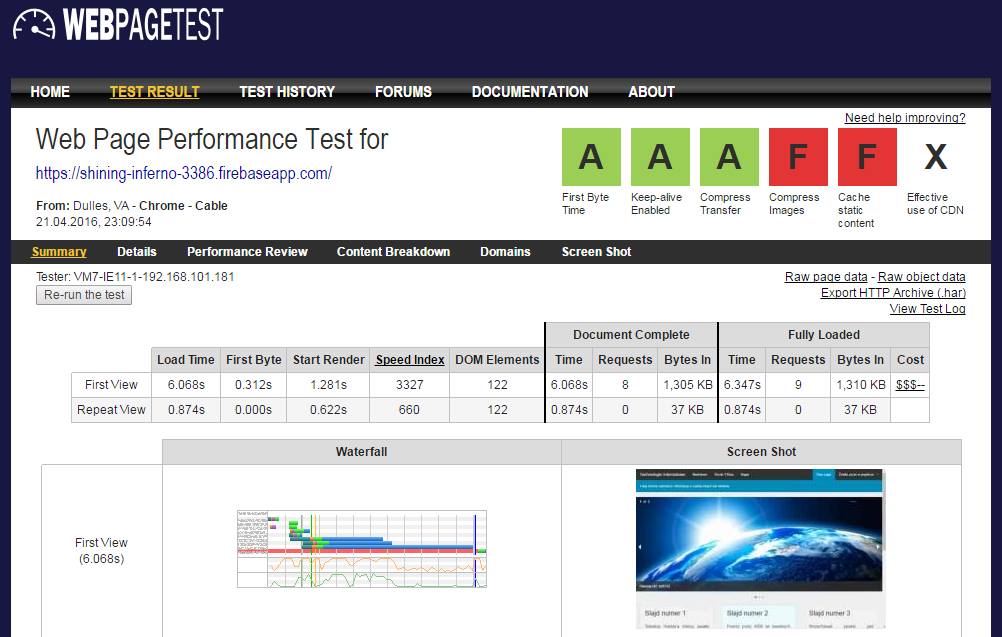 WEBPAGETEST
HOME TEST RESULT TEST HISTORY FORUMS DOCUMENTATION ABOUT
Need help improving?
Web Page Performance Test for
https://shining-inferno-3386.firebaseapp.com/
From: Dulles, VA - Chrome - Cable
21.04.2016, 23:09:54
A A A F F X
First Byte Time
Keep-alive Enabled
Compress Transfer
Compress Images
Cache static content
Effective use of CDN
Summary Details Performance Review Content Breakdown Domains Screen Shot
Tester: VM7-IE11-1-192.168.101.181
Re-run the test
Raw page data - Raw object data
Export HTTP Archive (.har)
View Test Log
Document Complete Fully Loaded
Load Time First Byte Start Render Speed Index DOM Elements Time Requests Bytes In Time Requests Bytes In Cost
First View 6.068s 0.312s 1.281s 3327 122 6.068s 8 1,305 KB 6.347s 9 1,310 KB $$$--
Repeat View 0.874s 0.000s 0.622s 660 122 0.874s 0 37 KB 0.874s 0 37 KB
Waterfall Screen Shot
First View
(6.068s)
Slajd numer 1 Slajd numer 2 Slajd numer 3